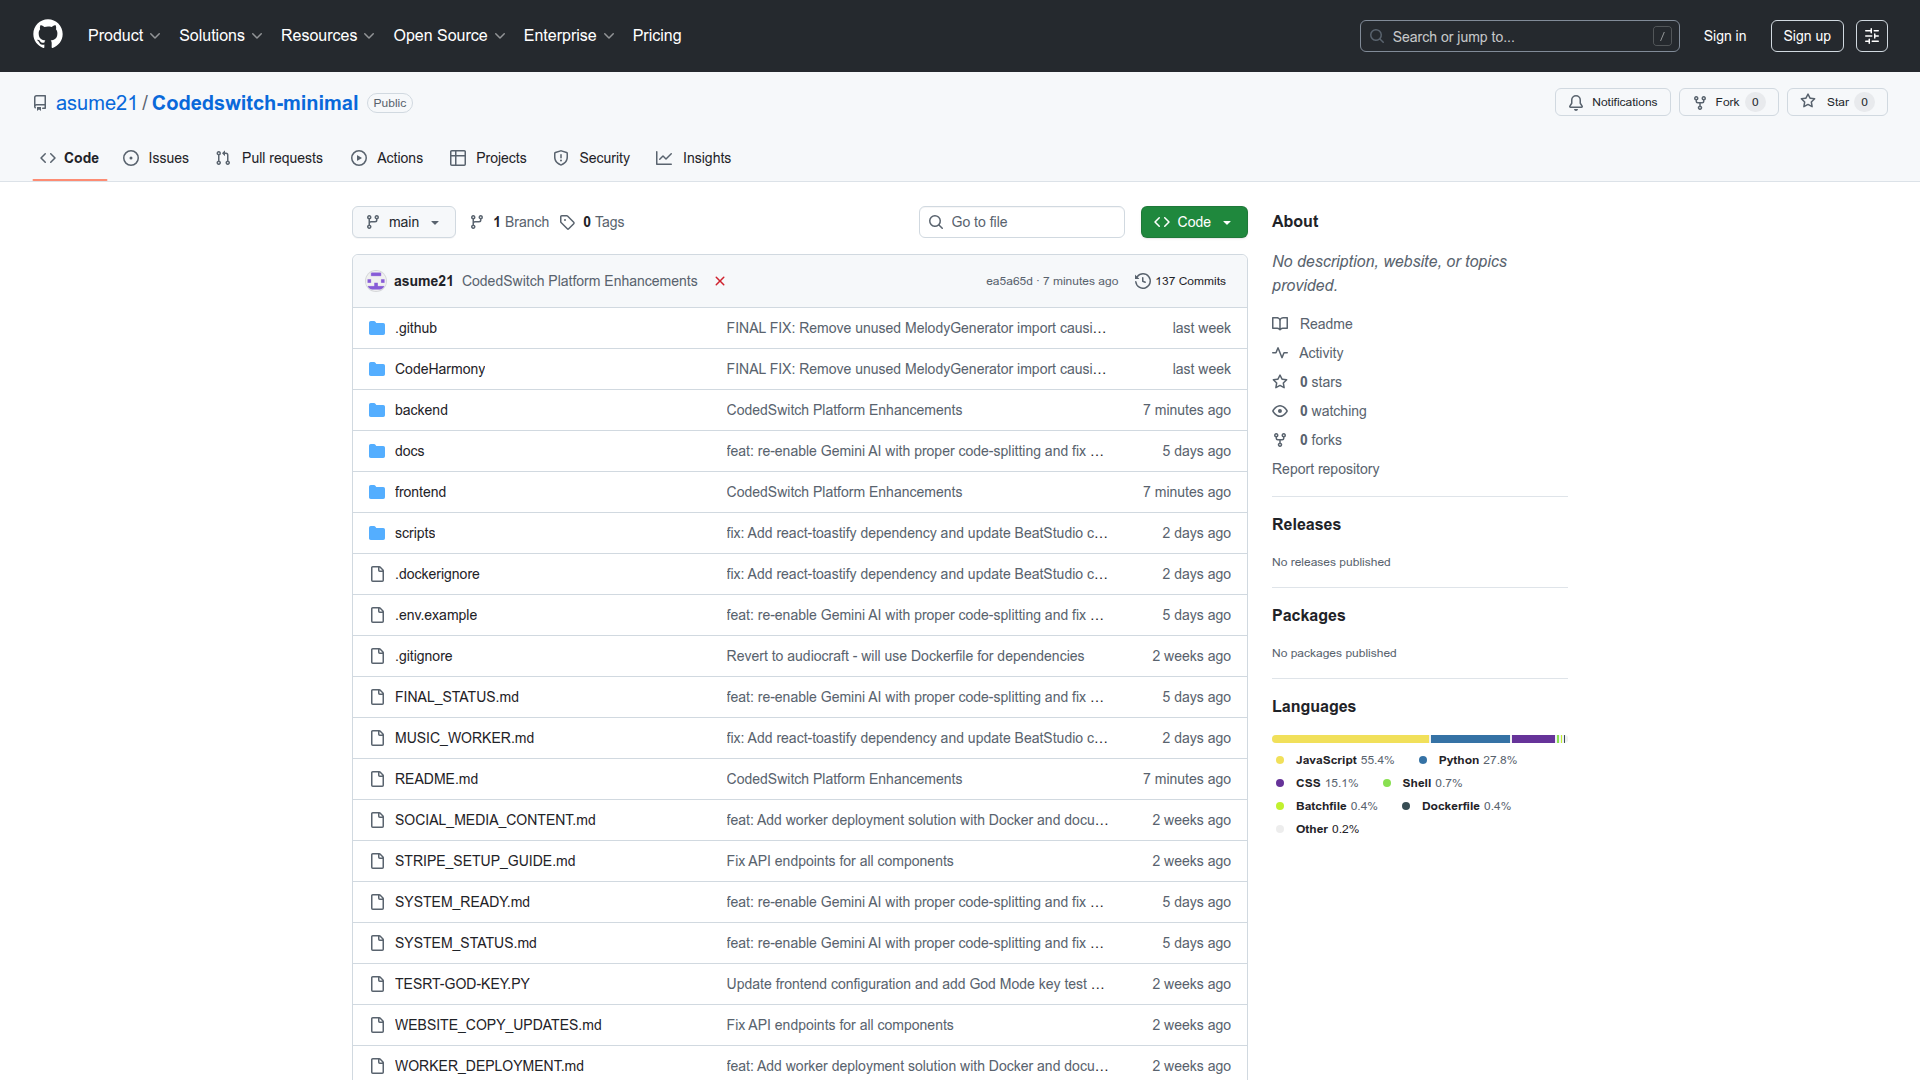 Product Solutions Resources Open Source Enterprise Pricing Search or jump to... / Sign in Sign up
asume21 / Codedswitch-minimal Public Notifications Fork 0 Star 0
Code Issues Pull requests Actions Projects Security Insights
main 1 Branch 0 Tags Go to file Code
asume21 CodedSwitch Platform Enhancements ea5a65d · 7 minutes ago 137 Commits
.github FINAL FIX: Remove unused MelodyGenerator import causi... last week
CodeHarmony FINAL FIX: Remove unused MelodyGenerator import causi... last week
backend CodedSwitch Platform Enhancements 7 minutes ago
docs feat: re-enable Gemini AI with proper code-splitting and fix ... 5 days ago
frontend CodedSwitch Platform Enhancements 7 minutes ago
scripts fix: Add react-toastify dependency and update BeatStudio c... 2 days ago
.dockerignore fix: Add react-toastify dependency and update BeatStudio c... 2 days ago
.env.example feat: re-enable Gemini AI with proper code-splitting and fix ... 5 days ago
.gitignore Revert to audiocraft - will use Dockerfile for dependencies 2 weeks ago
FINAL_STATUS.md feat: re-enable Gemini AI with proper code-splitting and fix ... 5 days ago
MUSIC_WORKER.md fix: Add react-toastify dependency and update BeatStudio c... 2 days ago
README.md CodedSwitch Platform Enhancements 7 minutes ago
SOCIAL_MEDIA_CONTENT.md feat: Add worker deployment solution with Docker and docu... 2 weeks ago
STRIPE_SETUP_GUIDE.md Fix API endpoints for all components 2 weeks ago
SYSTEM_READY.md feat: re-enable Gemini AI with proper code-splitting and fix ... 5 days ago
SYSTEM_STATUS.md feat: re-enable Gemini AI with proper code-splitting and fix ... 5 days ago
TESRT-GOD-KEY.PY Update frontend configuration and add God Mode key test ... 2 weeks ago
WEBSITE_COPY_UPDATES.md Fix API endpoints for all components 2 weeks ago
WORKER_DEPLOYMENT.md feat: Add worker deployment solution with Docker and docu... 2 weeks ago
About
No description, website, or topics
provided.
Readme
Activity
0 stars
0 watching
0 forks
Report repository
Releases
No releases published
Packages
No packages published
Languages
JavaScript 55.4% Python 27.8%
CSS 15.1% Shell 0.7%
Batchfile 0.4% Dockerfile 0.4%
Other 0.2%